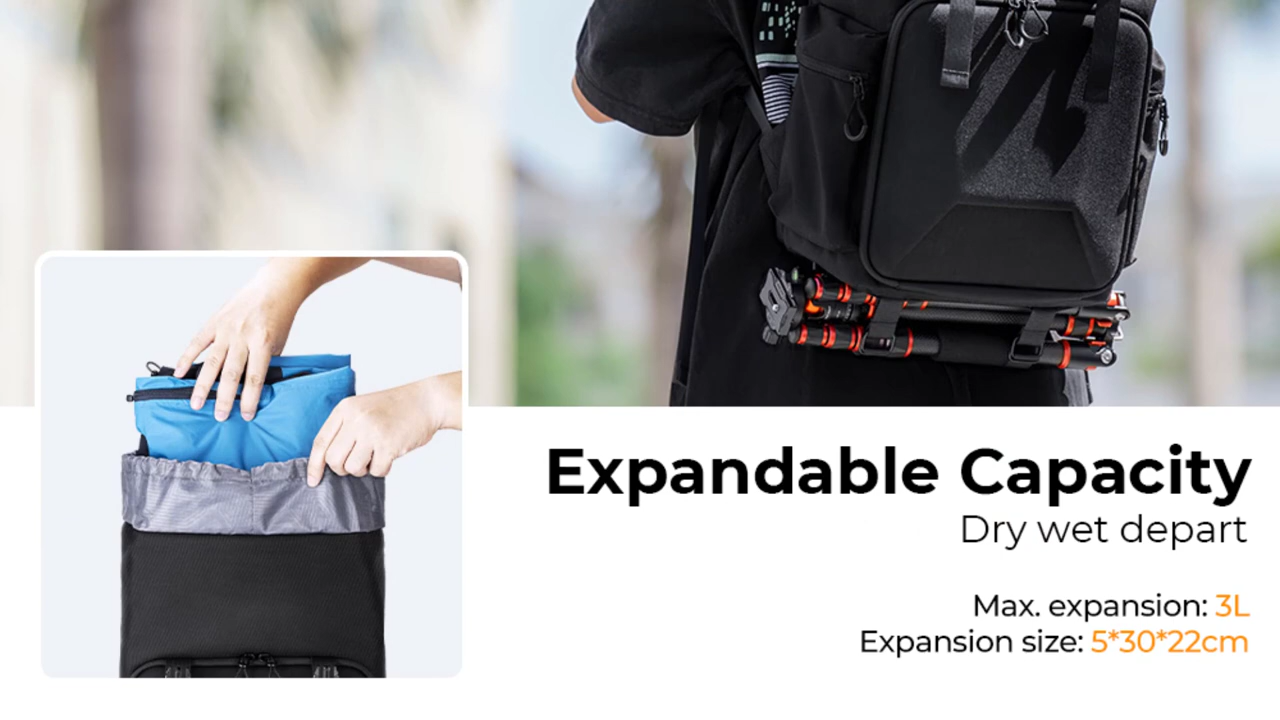 Expandable Capacity
Dry wet depart
Max. expansion: 3L
Expansion size: 5*30*22cm